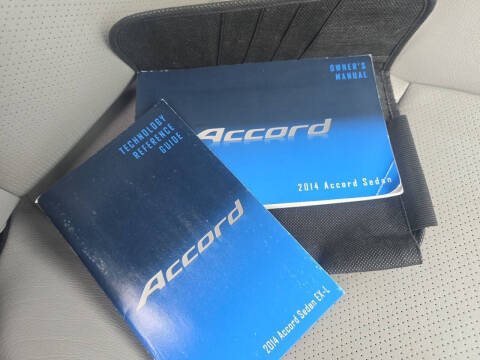 OWNER'S
MANUAL
Accord
2014 Accord Sedan
TECHNOLOGY
REFERENCE
GUIDE
Accord
2014 Accord Sedan EX-L